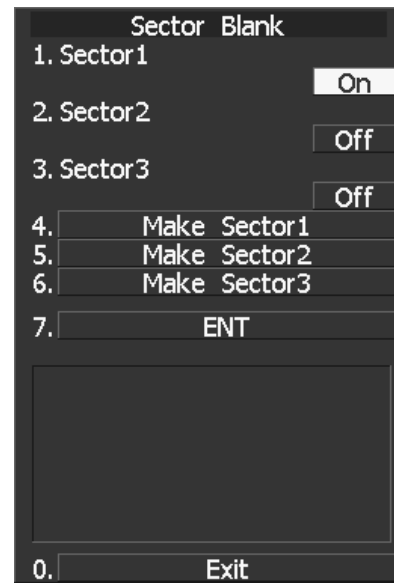 Sector Blank
1. Sector1
On
2. Sector2
Off
3. Sector3
Off
4. Make Sector1
5. Make Sector2
6. Make Sector3
7. ENT
0. Exit